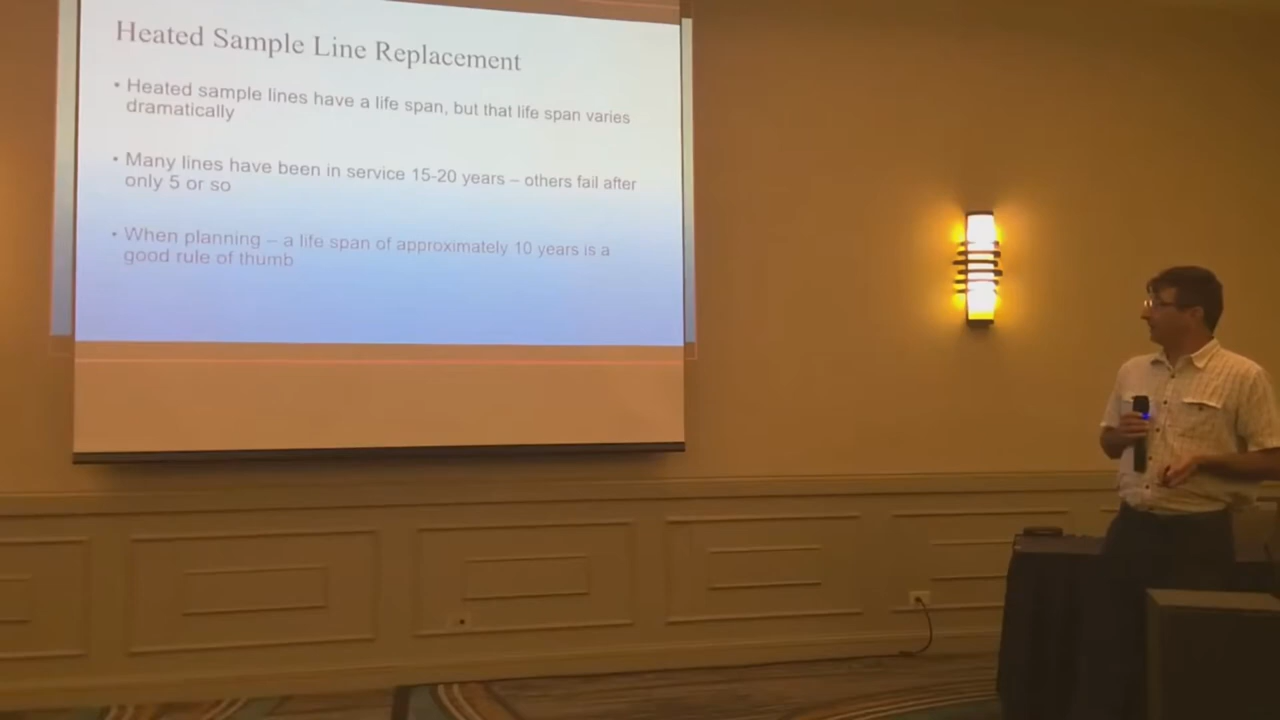 Heated Sample Line Replacement
• Heated sample lines have a life span, but that life span varies
dramatically
• Many lines have been in service 15-20 years – others fail after
only 5 or so
• When planning – a life span of approximately 10 years is a
good rule of thumb